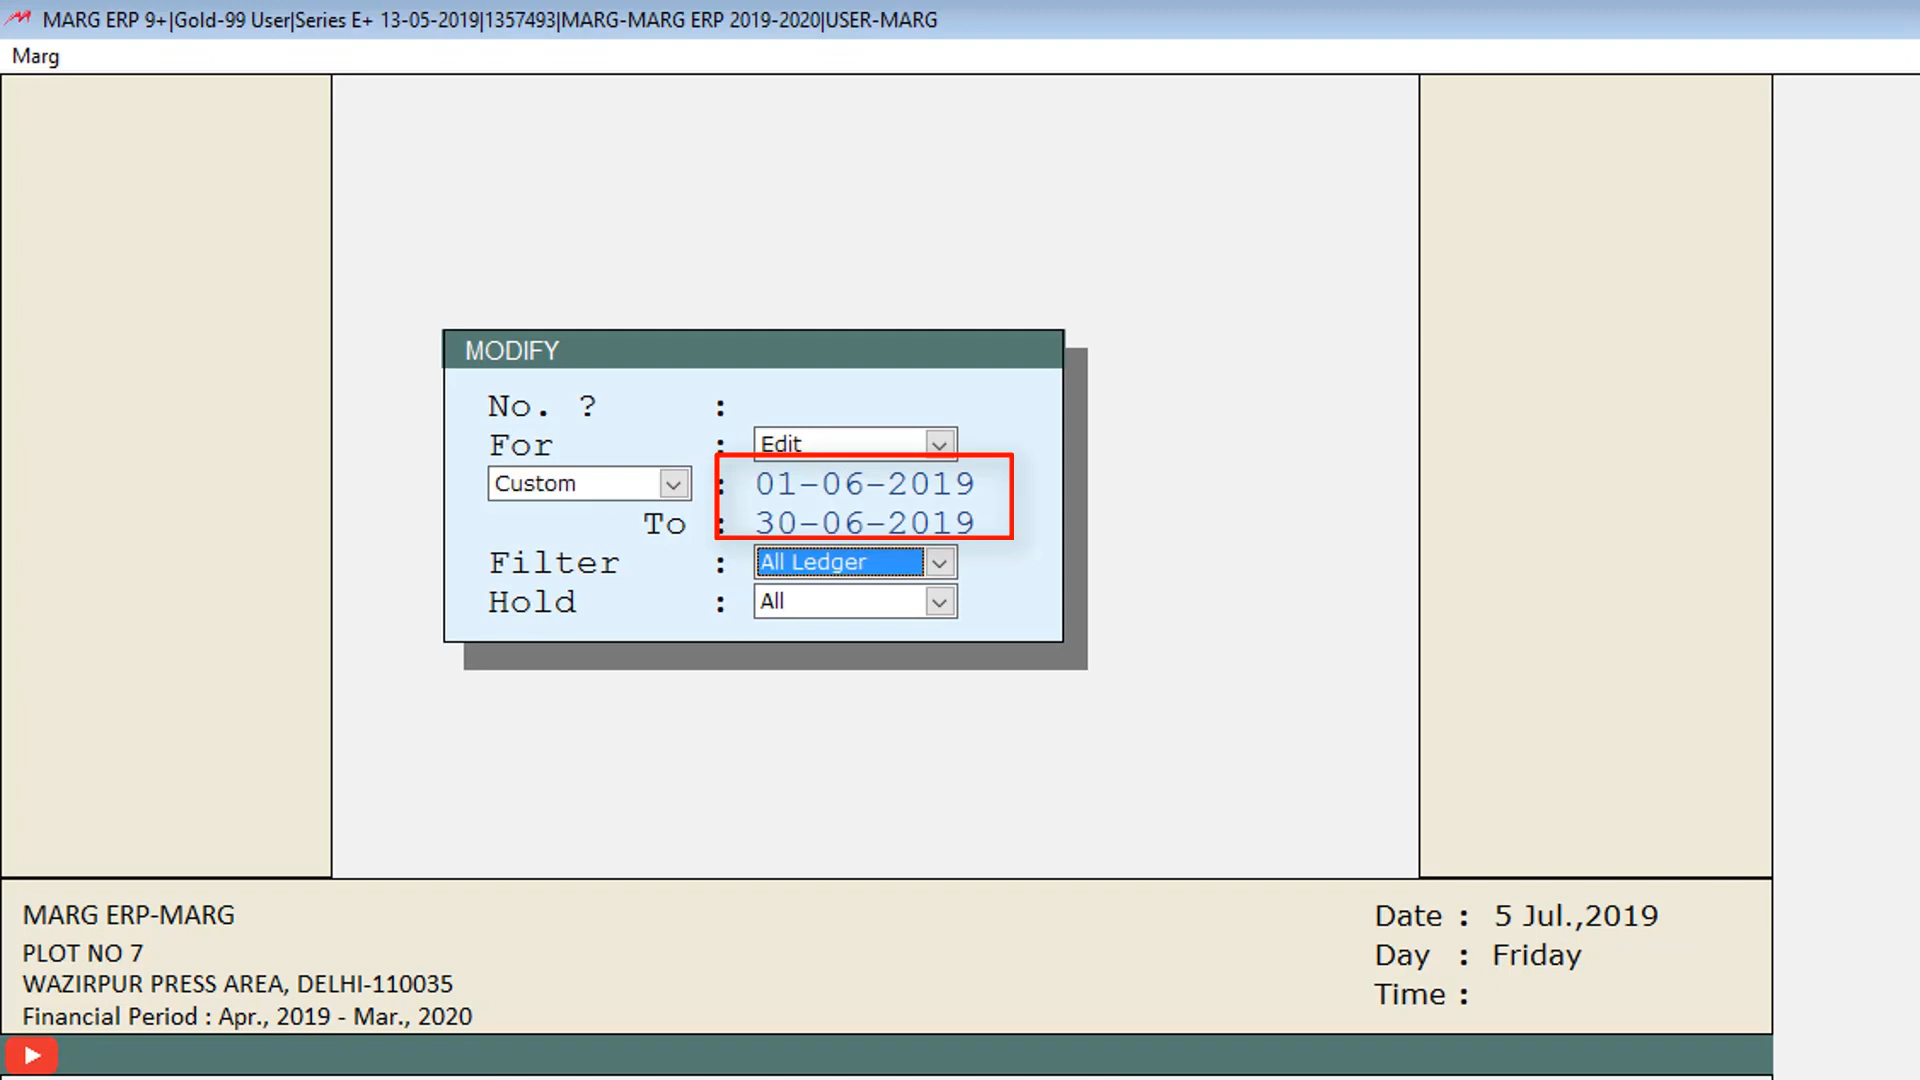 MARG ERP 9+|Gold-99 User|Series E+ 13-05-2019|1357493|MARG-MARG ERP 2019-2020|USER-MARG
Marg
MODIFY
No. ? :
For : Edit
Custom : 01-06-2019
To : 30-06-2019
Filter : All Ledger
Hold : All
MARG ERP-MARG
PLOT NO 7
WAZIRPUR PRESS AREA, DELHI-110035
Financial Period : Apr., 2019 - Mar., 2020
Date : 5 Jul.,2019
Day : Friday
Time :